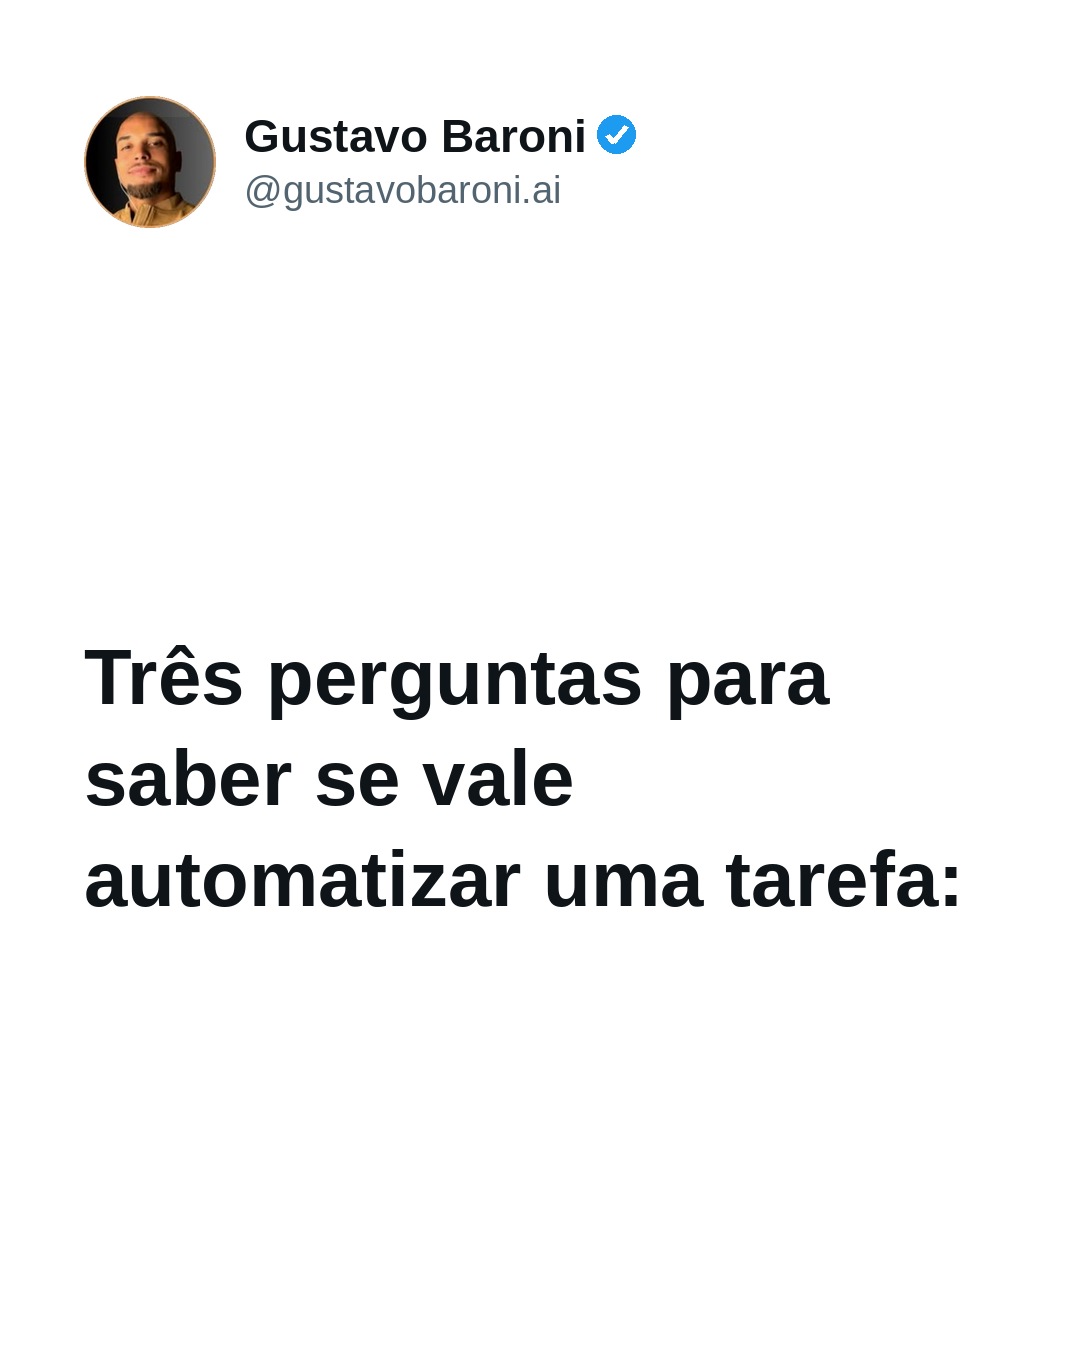 Gustavo Baroni
@gustavobaroni.ai
Três perguntas para
saber se vale
automatizar uma tarefa: